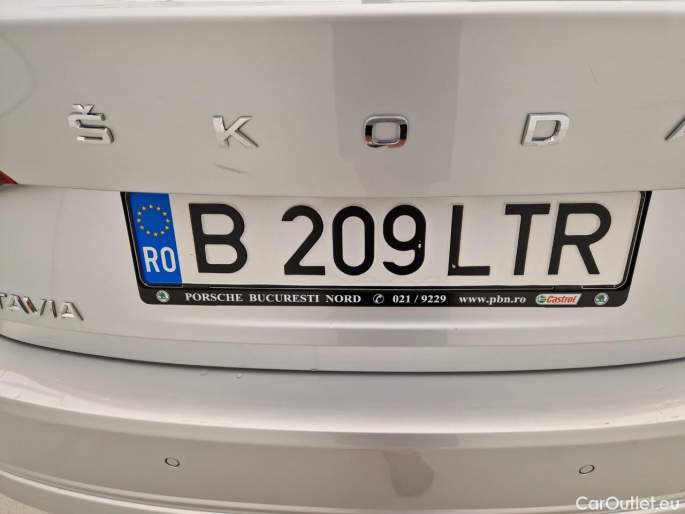 ŠKODA
RO B 209 LTR
PORSCHE BUCURESTI NORD ✆ 021 / 9229 www.pbn.ro Castrol
TAVIA
CarOutlet.eu